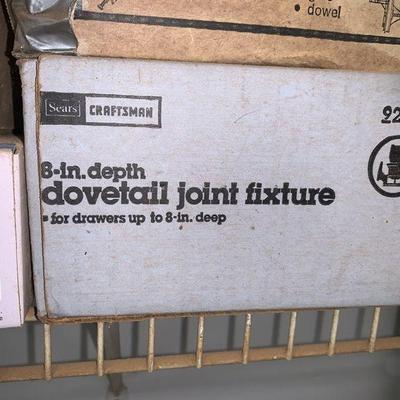 • dowel
Sears CRAFTSMAN
8-in. depth
dovetail joint fixture
for drawers up to 8-in. deep